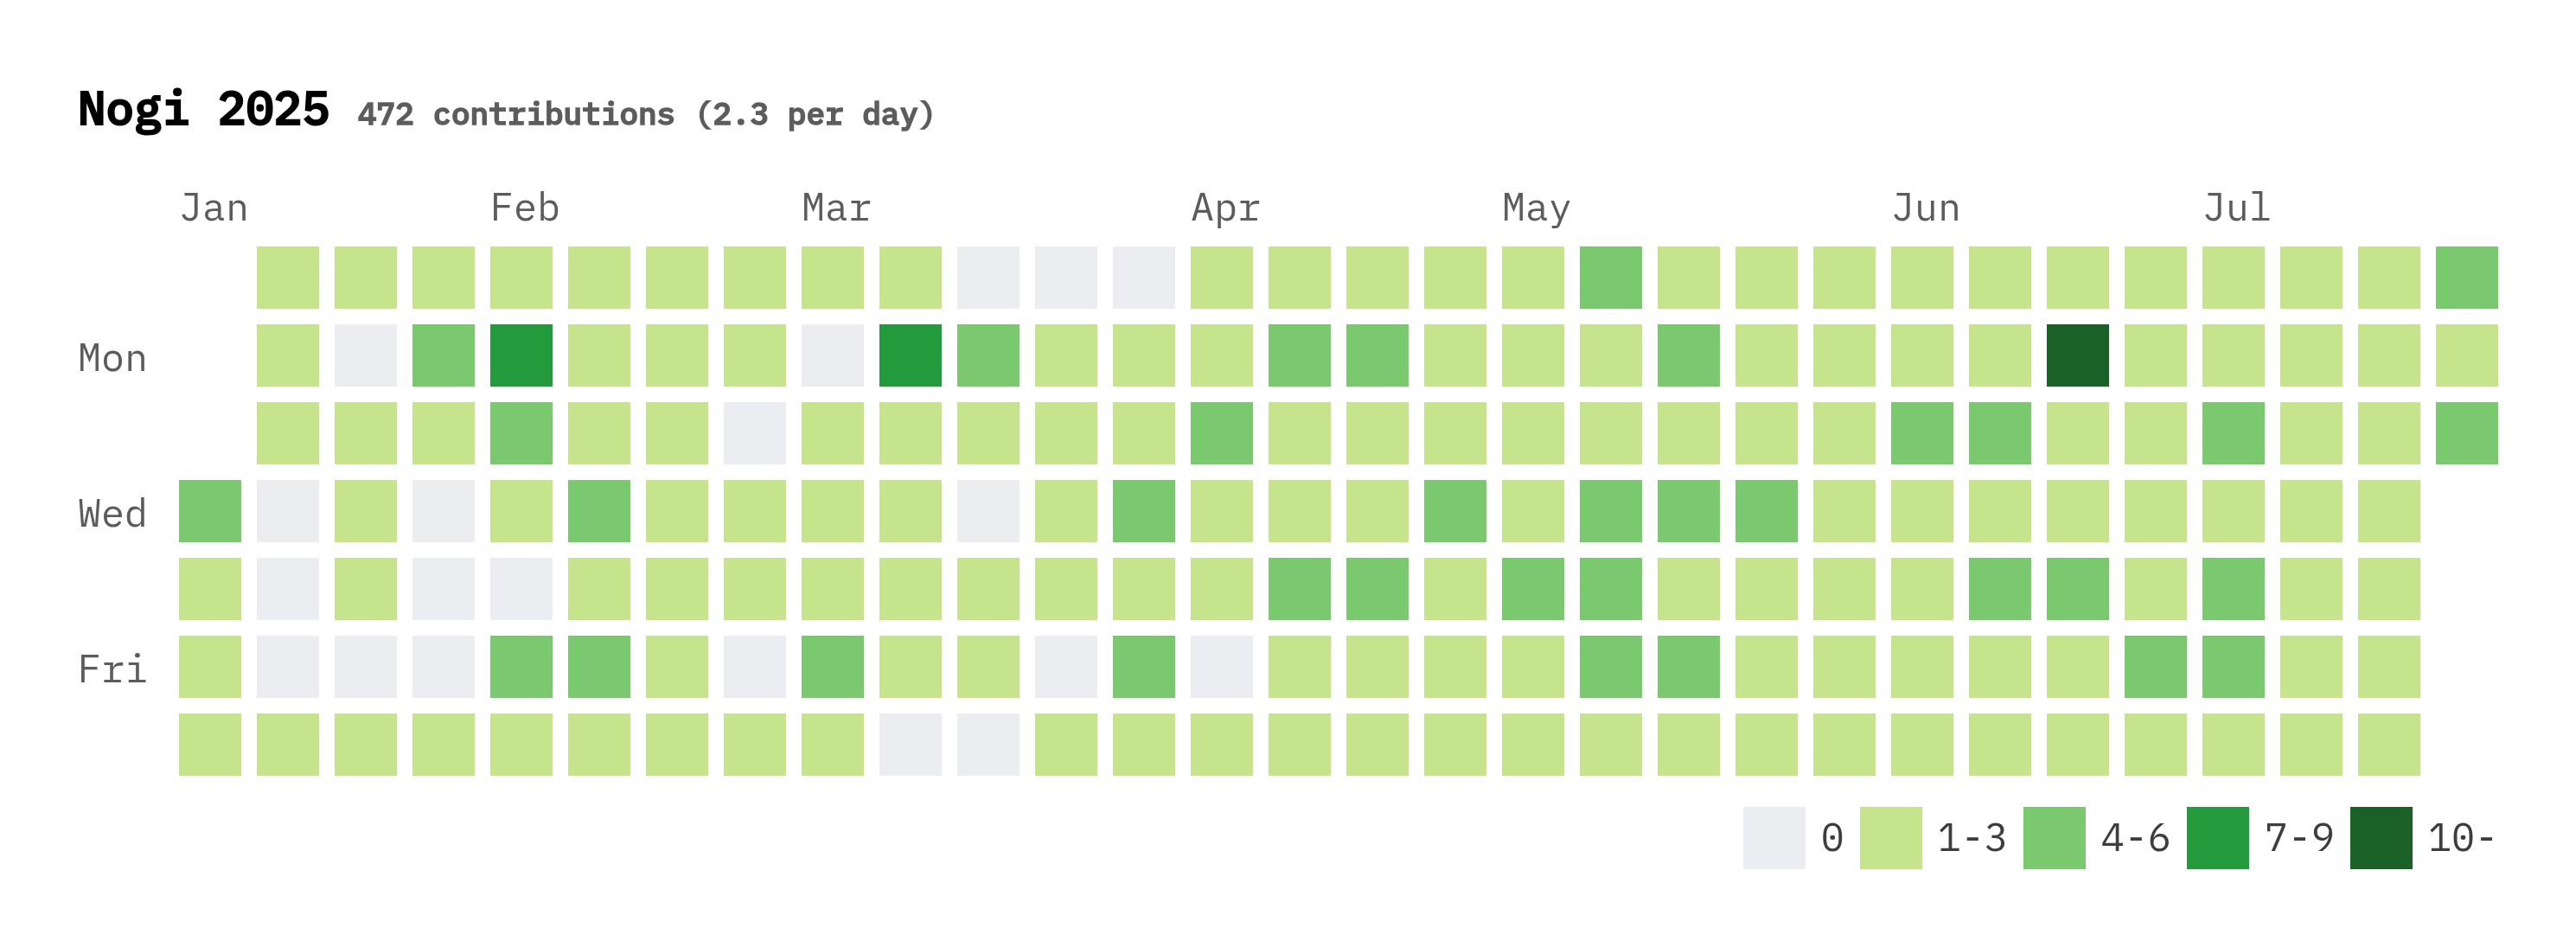 Nogi 2025 472 contributions (2.3 per day)
Jan Feb Mar Apr May Jun Jul
Mon
Wed
Fri
0 1-3 4-6 7-9 10-